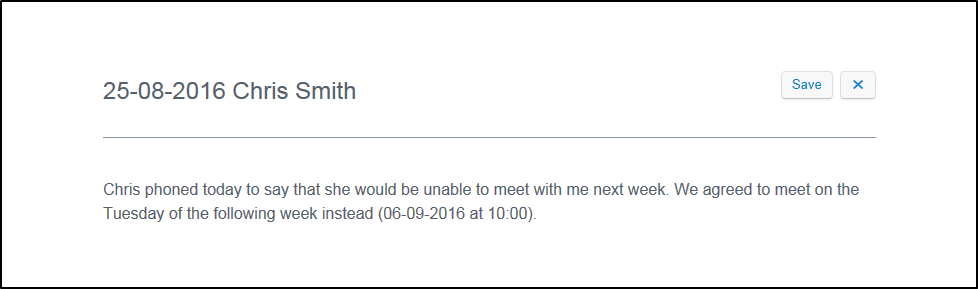 25-08-2016 Chris Smith
Save ×
Chris phoned today to say that she would be unable to meet with me next week. We agreed to meet on the
Tuesday of the following week instead (06-09-2016 at 10:00).